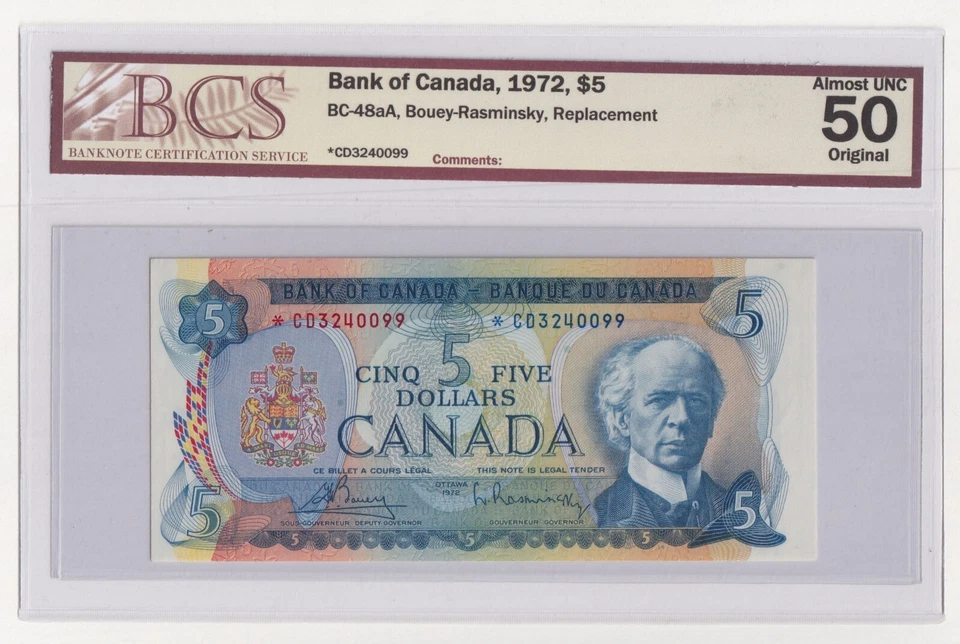 BCS
BANKNOTE CERTIFICATION SERVICE
Bank of Canada, 1972, $5
BC-48aA, Bouey-Rasminsky, Replacement
*CD3240099 Comments:
Almost UNC
50
Original
BANK OF CANADA – BANQUE DU CANADA
5 5
* CD3240099 * CD3240099
5
CINQ FIVE
DOLLARS
CANADA
CE BILLET A COURS LEGAL THIS NOTE IS LEGAL TENDER
OTTAWA
1972
Bouey L. Rasminsky
SOUS-GOUVERNEUR DEPUTY-GOVERNOR GOUVERNEUR GOVERNOR
5 5
5 5 5